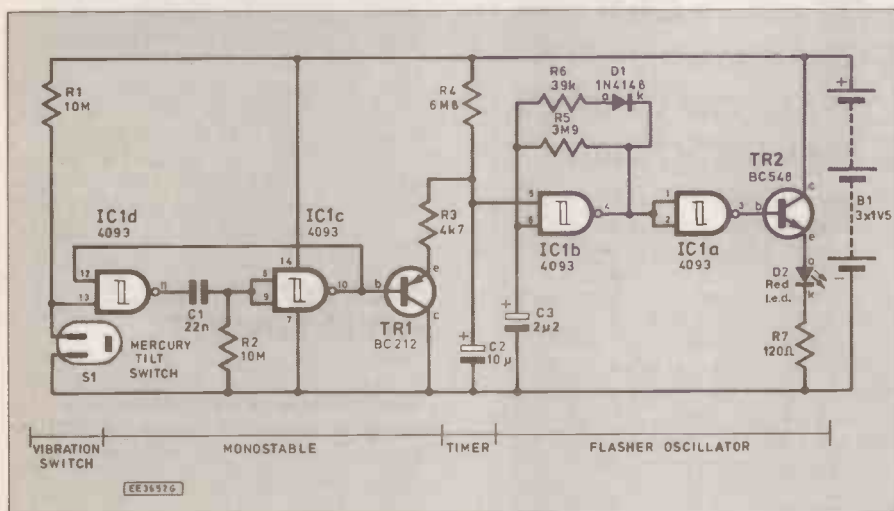 R1
10M
IC1d
4093
12
13
11
C1
22n
S1
MERCURY
TILT
SWITCH
R2
10M
IC1c
4093
14
8
9
10
7
b
e
c
TR1
BC212
R3
4k7
R4
6M8
+
C2
10µ
R6
39k
D1
1N4148
a
k
R5
3M9
5
6
4
IC1b
4093
+
C3
2µ2
1
2
3
IC1a
4093
TR2
BC548
b
c
e
a
D2
Red
l.e.d.
k
R7
120Ω
+
B1
3x1V5
-
VIBRATION
SWITCH
MONOSTABLE
TIMER
FLASHER OSCILLATOR
EE3657G